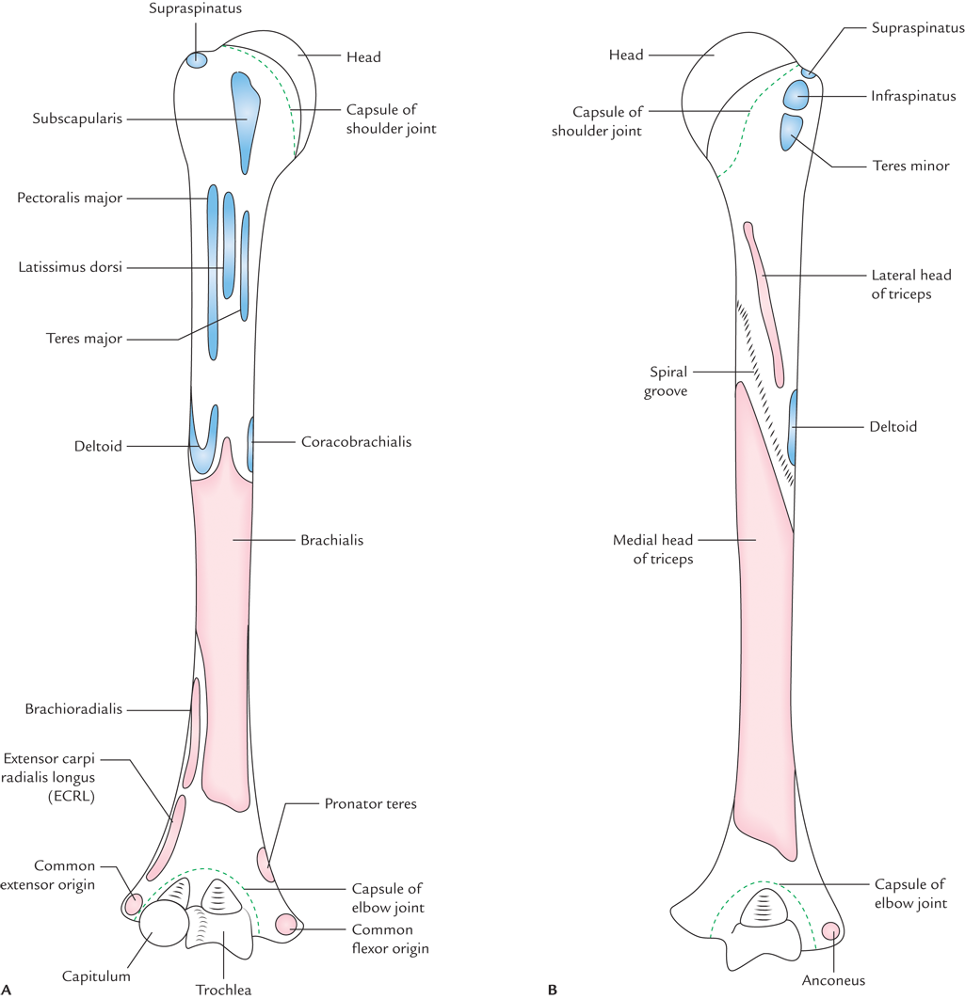 Supraspinatus
Head
Capsule of
shoulder joint
Subscapularis
Pectoralis major
Latissimus dorsi
Teres major
Deltoid
Coracobrachialis
Brachialis
Brachioradialis
Extensor carpi
radialis longus
(ECRL)
Pronator teres
Common
extensor origin
Capsule of
elbow joint
Common
flexor origin
Capitulum
Trochlea
A
Supraspinatus
Head
Infraspinatus
Capsule of
shoulder joint
Teres minor
Lateral head
of triceps
Spiral
groove
Deltoid
Medial head
of triceps
Capsule of
elbow joint
Anconeus
B